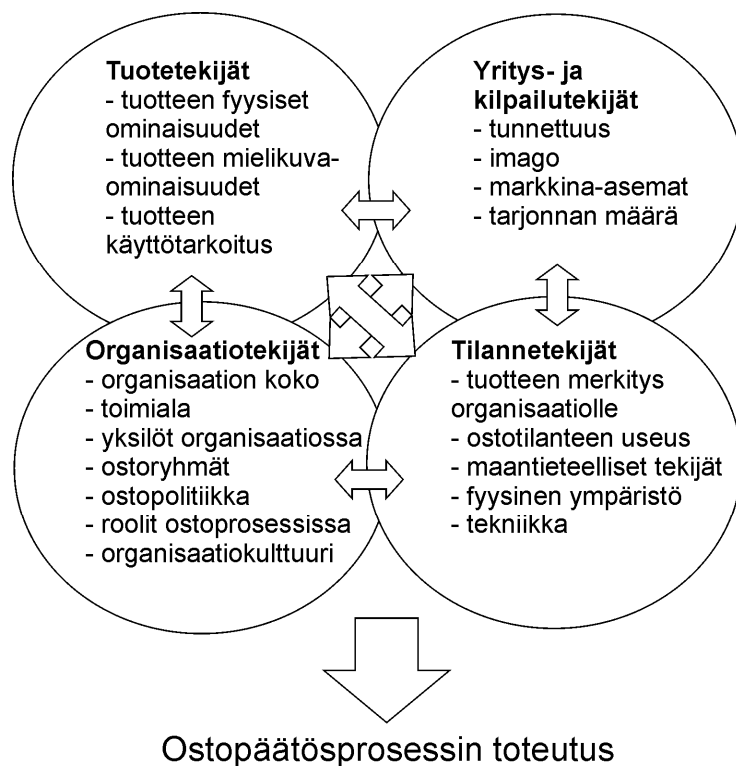 Tuotetekijät
- tuotteen fyysiset
ominaisuudet
- tuotteen mielikuva-
ominaisuudet
- tuotteen
käyttötarkoitus
Yritys- ja
kilpailutekijät
- tunnettuus
- imago
- markkina-asemat
- tarjonnan määrä
Organisaatiotekijät
- organisaation koko
- toimiala
- yksilöt organisaatiossa
- ostoryhmät
- ostopolitiikka
- roolit ostoprosessissa
- organisaatiokulttuuri
Tilannetekijät
- tuotteen merkitys
organisaatiolle
- ostotilanteen useus
- maantieteelliset tekijät
- fyysinen ympäristö
- tekniikka
Ostopäätösprosessin toteutus